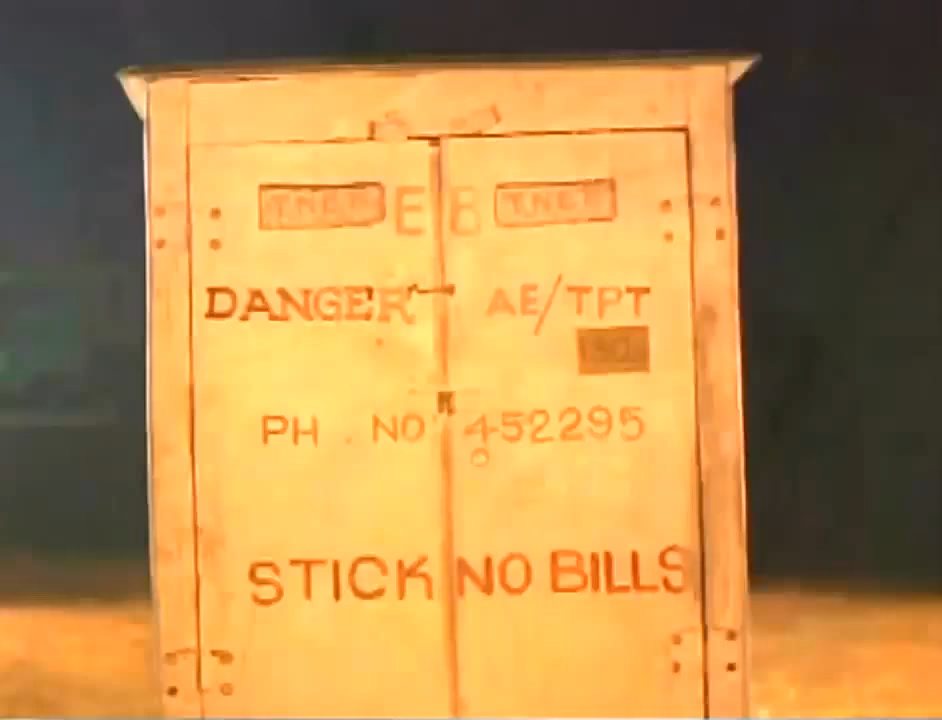 TNEB EB TNEB
DANGER AE/TPT
PH. NO 452295
STICK NO BILLS